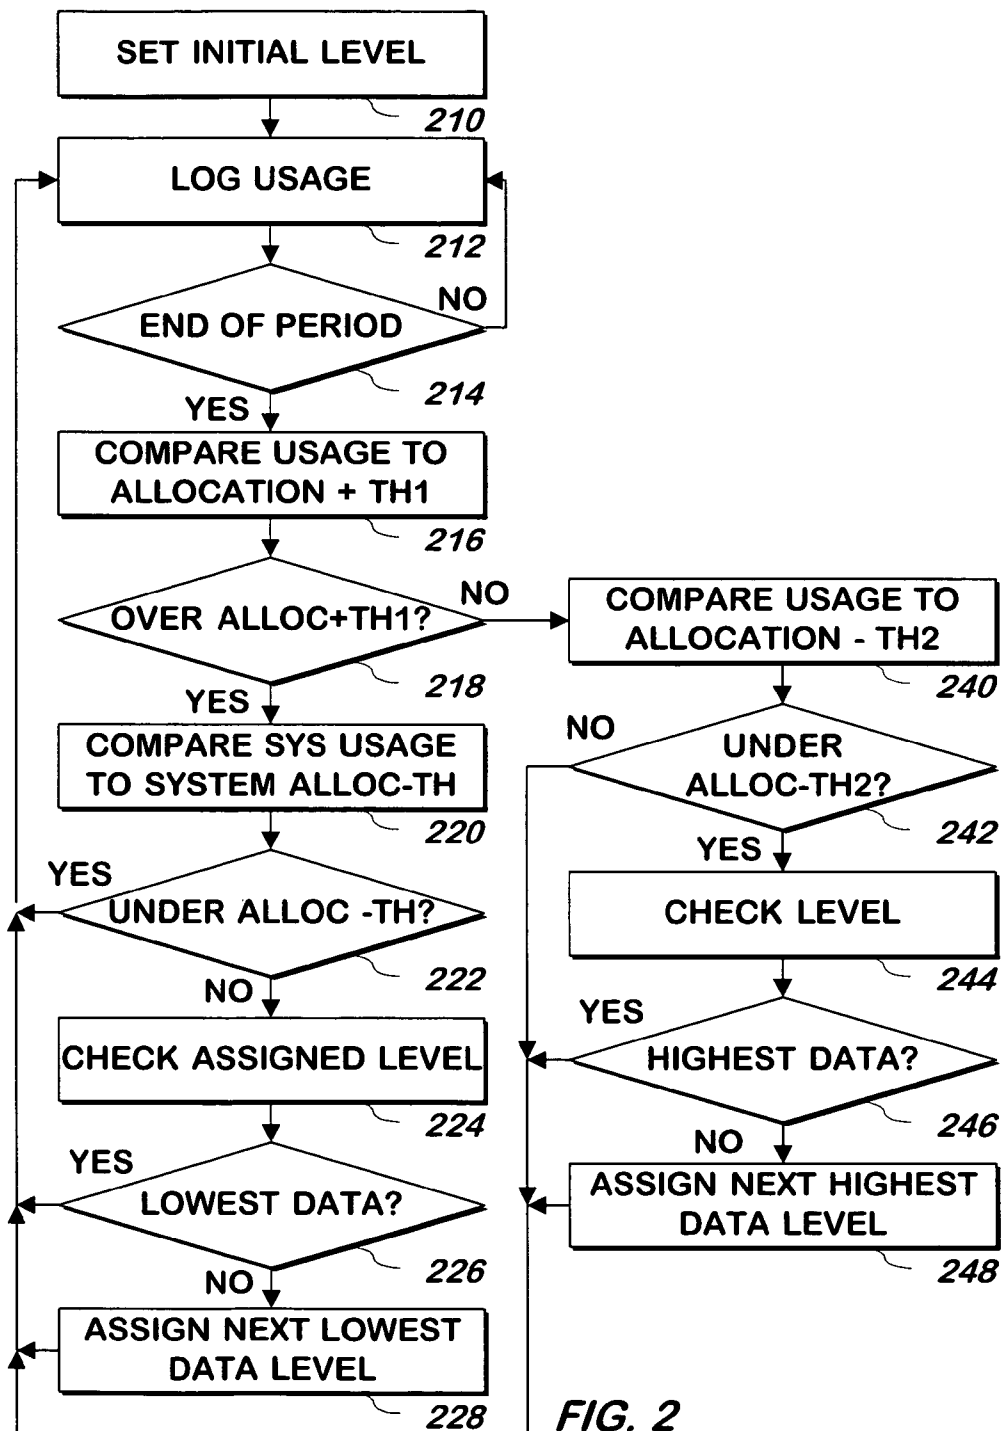 SET INITIAL LEVEL
210
LOG USAGE
212
NO
END OF PERIOD
214
YES
COMPARE USAGE TO
ALLOCATION + TH1
216
OVER ALLOC+TH1?
NO
218
YES
COMPARE SYS USAGE
TO SYSTEM ALLOC-TH
220
YES
UNDER ALLOC -TH?
222
NO
CHECK ASSIGNED LEVEL
224
YES
LOWEST DATA?
226
NO
ASSIGN NEXT LOWEST
DATA LEVEL
228
COMPARE USAGE TO
ALLOCATION - TH2
240
NO
UNDER
ALLOC-TH2?
242
YES
CHECK LEVEL
244
YES
HIGHEST DATA?
246
NO
ASSIGN NEXT HIGHEST
DATA LEVEL
248
FIG. 2